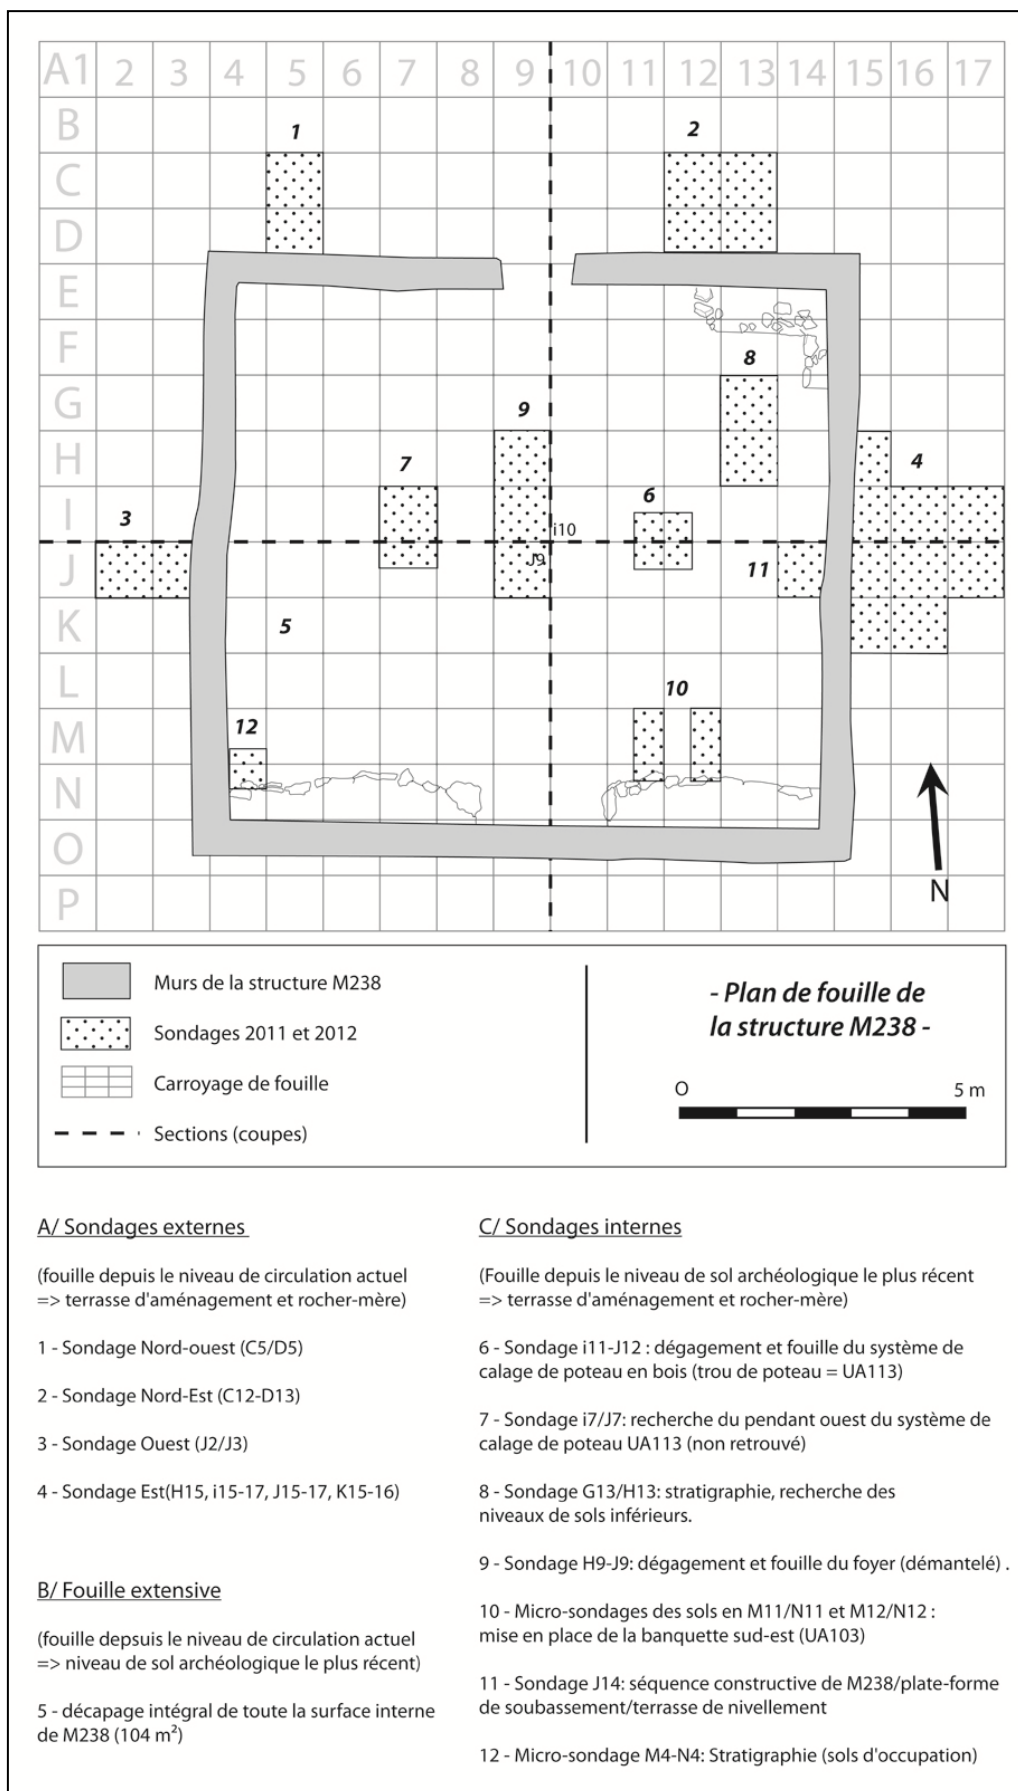 A1 2 3 4 5 6 7 8 9 10 11 12 13 14 15 16 17
B
1 2
C
D
E
F
8
G
9
H
7 4
6
I
3
i10
J
J9
11
K
5
L
10
M
12
N
O
N
P
Murs de la structure M238
Sondages 2011 et 2012
Carroyage de fouille
Sections (coupes)
- Plan de fouille de
la structure M238 -
O 5 m
A/ Sondages externes
(fouille depuis le niveau de circulation actuel
=> terrasse d'aménagement et rocher-mère)
1 - Sondage Nord-ouest (C5/D5)
2 - Sondage Nord-Est (C12-D13)
3 - Sondage Ouest (J2/J3)
4 - Sondage Est(H15, i15-17, J15-17, K15-16)
B/ Fouille extensive
(fouille depsuis le niveau de circulation actuel
=> niveau de sol archéologique le plus récent)
5 - décapage intégral de toute la surface interne
de M238 (104 m²)
C/ Sondages internes
(Fouille depuis le niveau de sol archéologique le plus récent
=> terrasse d'aménagement et rocher-mère)
6 - Sondage i11-J12 : dégagement et fouille du système de
calage de poteau en bois (trou de poteau = UA113)
7 - Sondage i7/J7: recherche du pendant ouest du système de
calage de poteau UA113 (non retrouvé)
8 - Sondage G13/H13: stratigraphie, recherche des
niveaux de sols inférieurs.
9 - Sondage H9-J9: dégagement et fouille du foyer (démantelé) .
10 - Micro-sondages des sols en M11/N11 et M12/N12 :
mise en place de la banquette sud-est (UA103)
11 - Sondage J14: séquence constructive de M238/plate-forme
de soubassement/terrasse de nivellement
12 - Micro-sondage M4-N4: Stratigraphie (sols d'occupation)